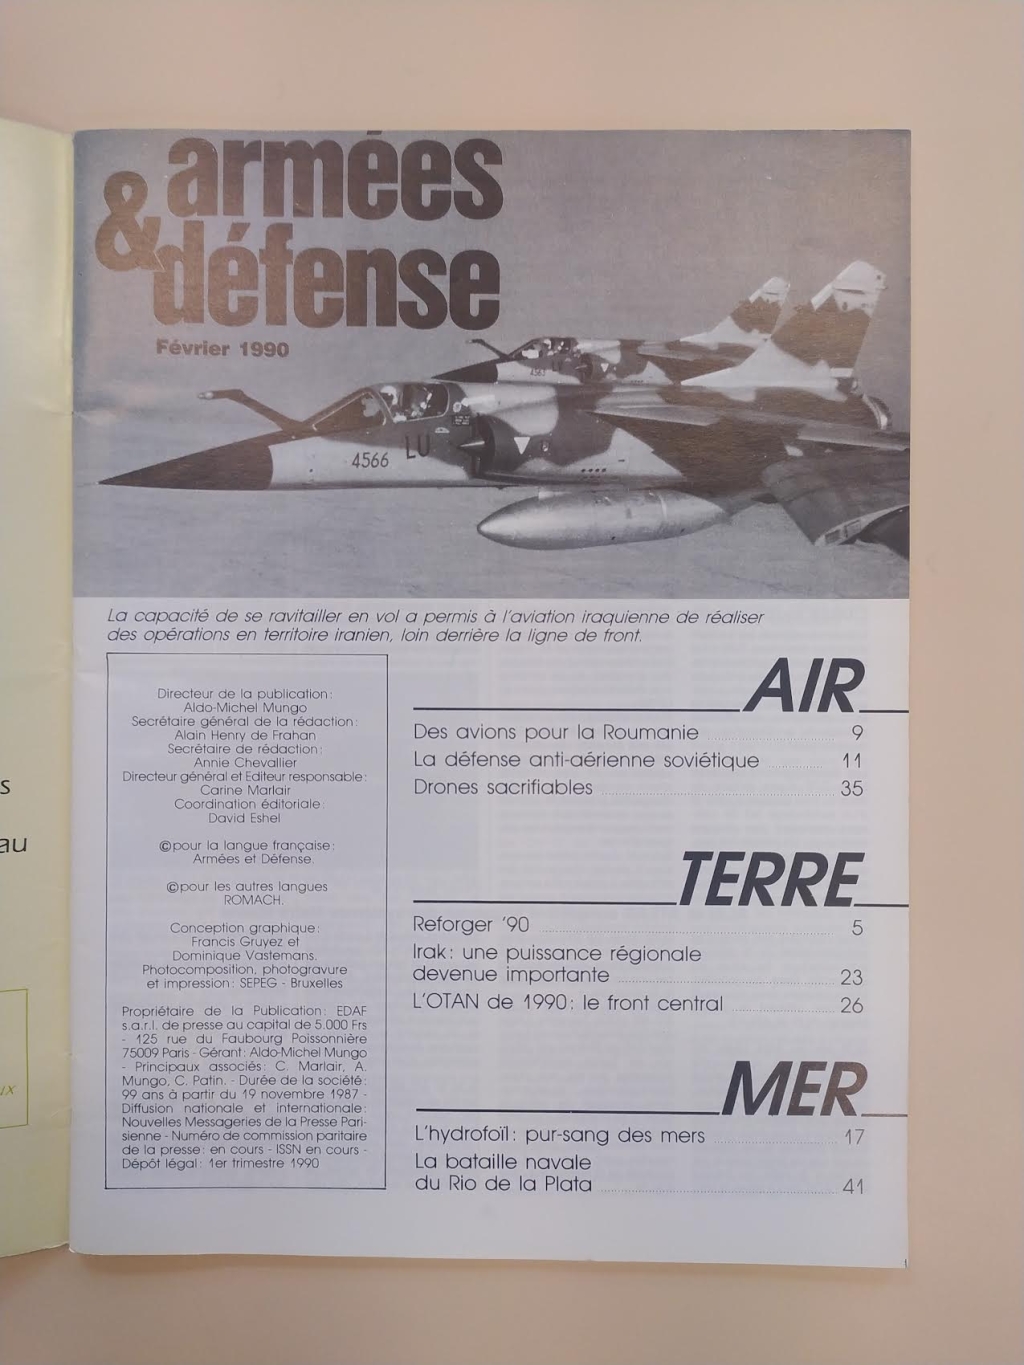 armées
& défense
Février 1990
4566 LU
La capacité de se ravitailler en vol a permis à l'aviation iraquienne de réaliser
des opérations en territoire iranien, loin derrière la ligne de front.
Directeur de la publication:
Aldo-Michel Mungo
Secrétaire général de la rédaction:
Alain Henry de Frahan
Secrétaire de rédaction:
Annie Chevallier
Directeur général et Editeur responsable:
Carine Marlair
Coordination éditoriale:
David Eshel
©pour la langue française:
Armées et Défense.
©pour les autres langues
ROMACH.
Conception graphique:
Francis Gruyez et
Dominique Vastemans.
Photocomposition, photogravure
et impression: SEPEG - Bruxelles
Propriétaire de la Publication: EDAF
s.a.r.l. de presse au capital de 5.000 Frs
- 125 rue du Faubourg Poissonnière
75009 Paris - Gérant: Aldo-Michel Mungo
- Principaux associés: C. Marlair, A.
Mungo, C. Patin. - Durée de la société:
99 ans à partir du 19 novembre 1987 -
Diffusion nationale et internationale:
Nouvelles Messageries de la Presse Pari-
sienne - Numéro de commission paritaire
de la presse: en cours - ISSN en cours -
Dépôt légal: 1er trimestre 1990
AIR
Des avions pour la Roumanie 9
La défense anti-aérienne soviétique 11
Drones sacrifiables 35
TERRE
Reforger '90 5
Irak: une puissance régionale
devenue importante 23
L'OTAN de 1990: le front central 26
MER
L'hydrofoïl: pur-sang des mers 17
La bataille navale
du Rio de la Plata 41
s
au
ux